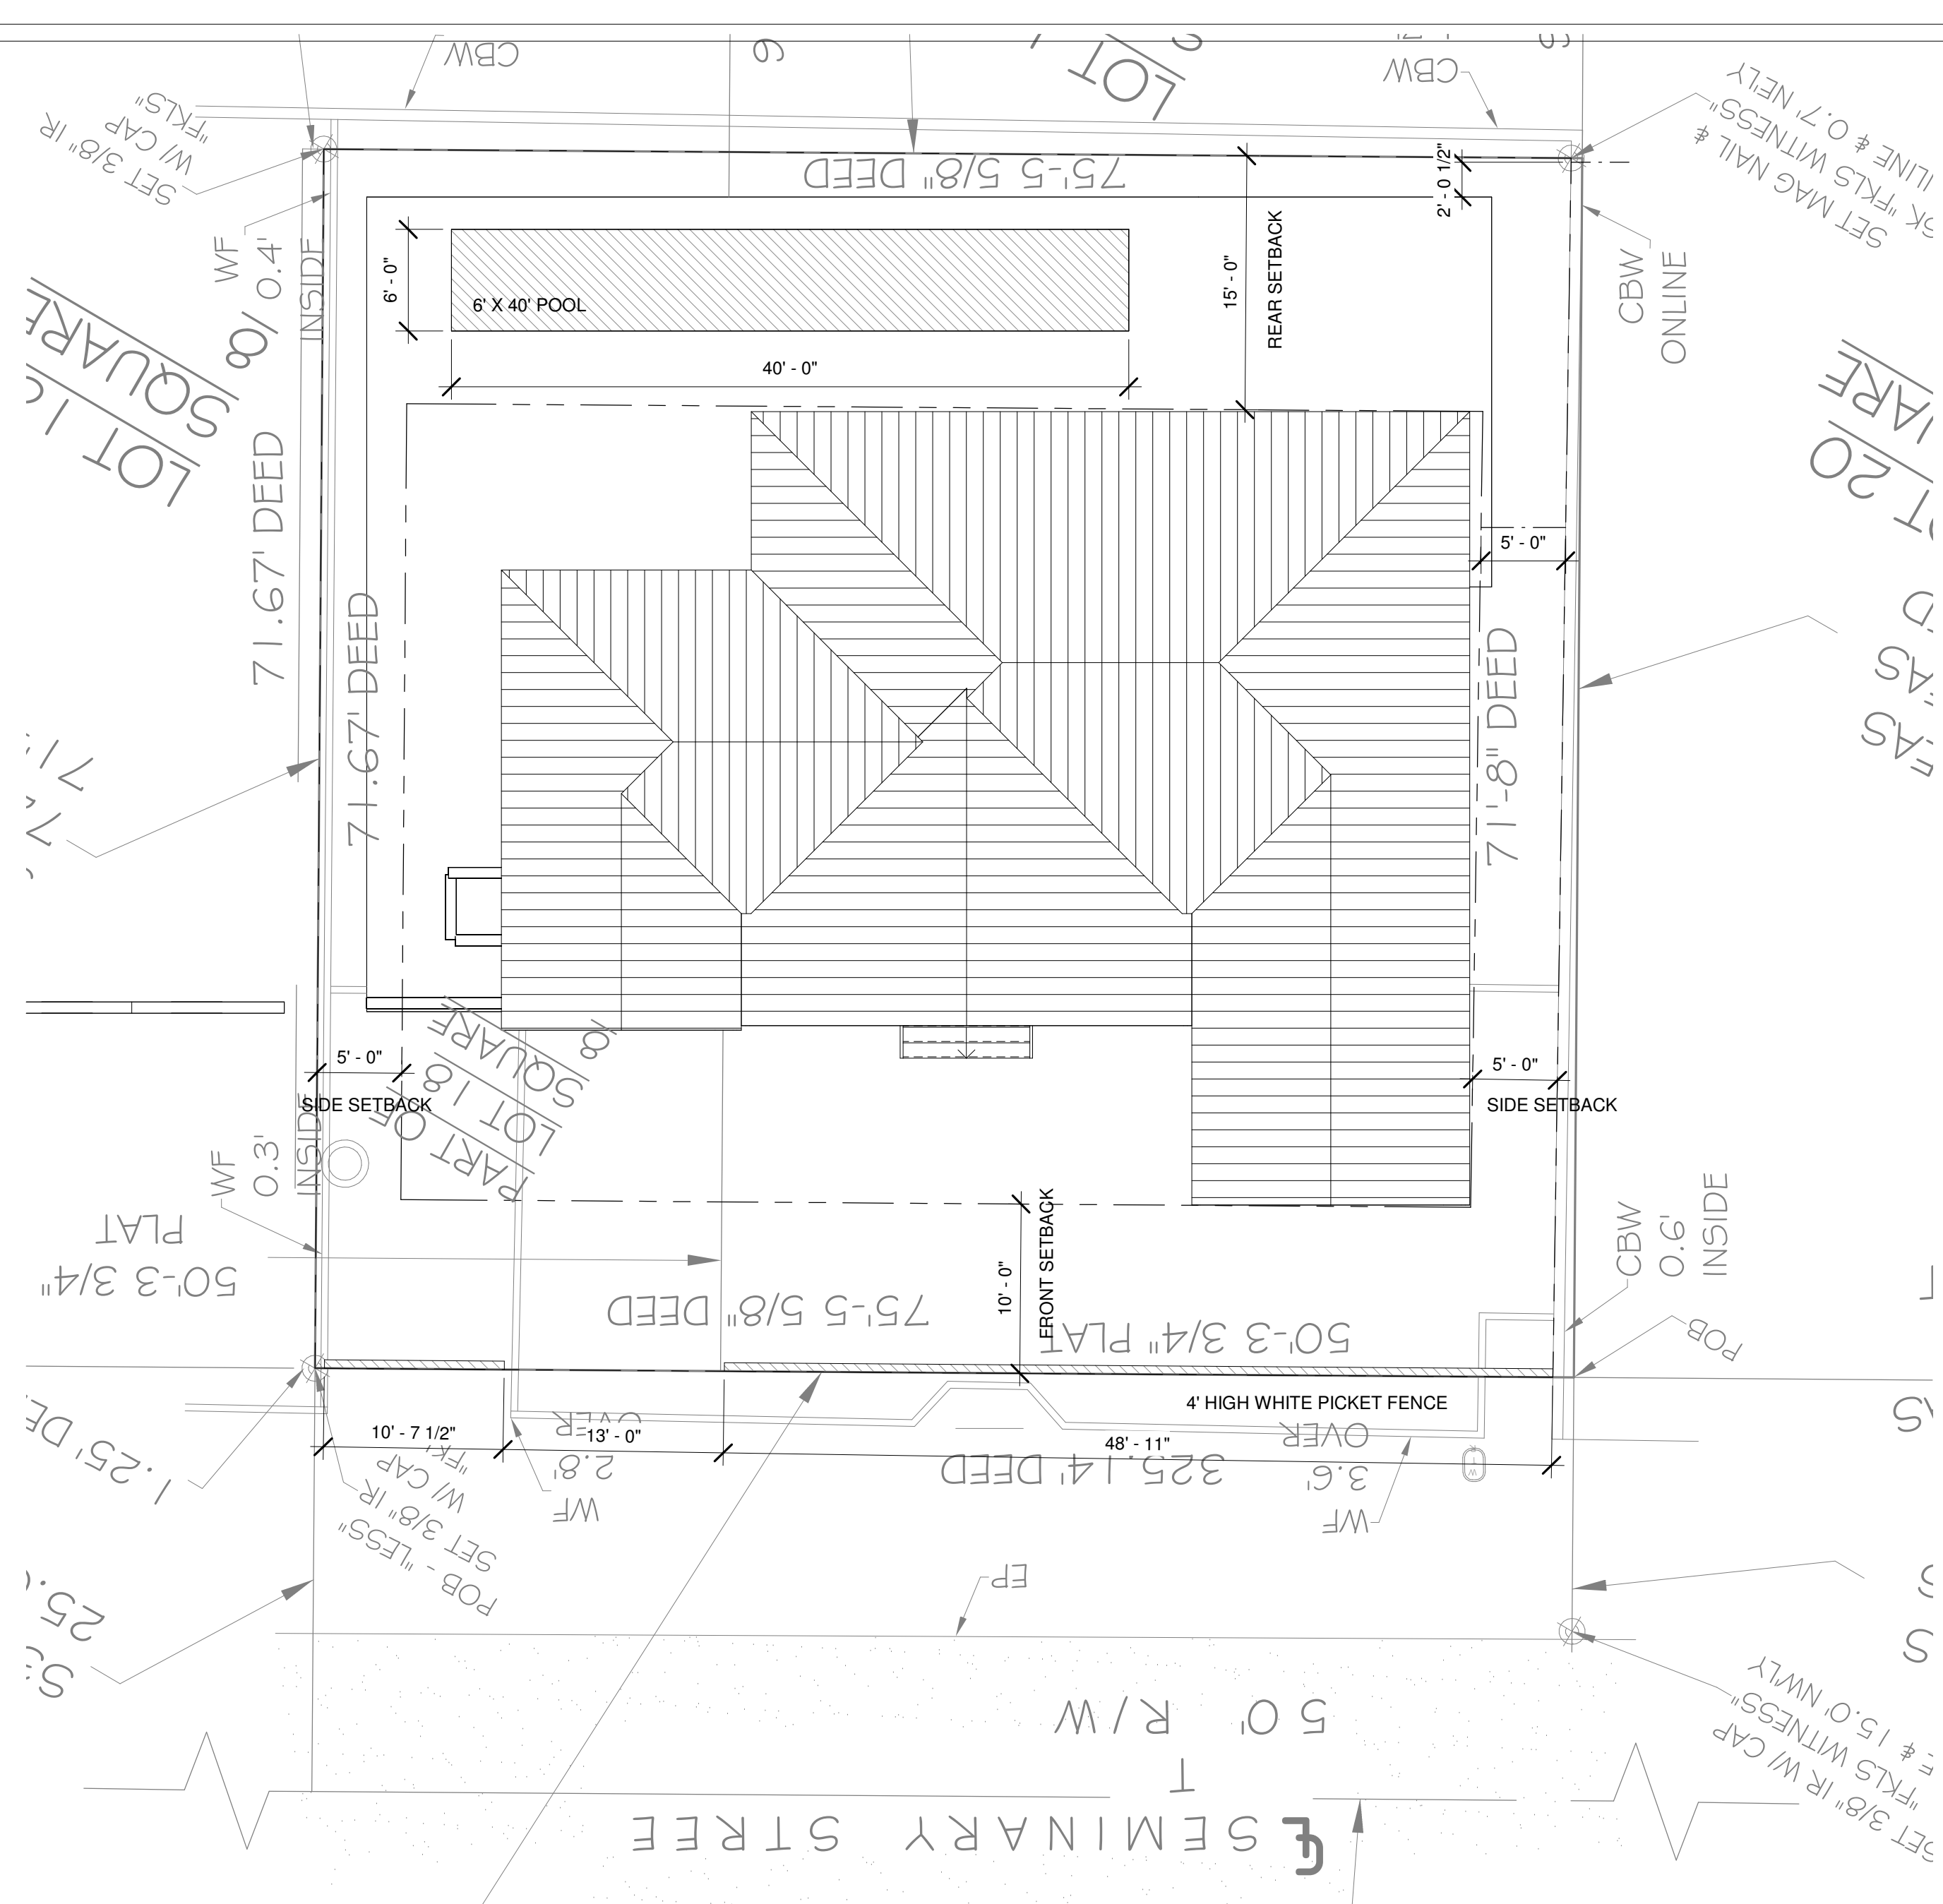 CBW
CBW
LOT
SET 3/8" IR
W/ CAP
"FKLS"
SET MAG NAIL &
"FKLS WITNESS"
0.7' NE'LY
75'-5 5/8" DEED
2' - 0 1/2"
WF
0.4'
INSIDE
6' - 0"
6' X 40' POOL
40' - 0"
15' - 0"
REAR SETBACK
CBW
ONLINE
SQUARE
8
LOT
20
71.67' DEED
71.67' DEED
5' - 0"
71'-8" DEED
5' - 0"
SIDE SETBACK
5' - 0"
SIDE SETBACK
PART OF
LOT 18
SQUARE
8
WF
0.3'
INSIDE
10' - 0"
FRONT SETBACK
CBW
0.6'
INSIDE
POB
PLAT
50'-3 3/4"
75'-5 5/8" DEED
50'-3 3/4" PLAT
4' HIGH WHITE PICKET FENCE
10' - 7 1/2"
13' - 0"
48' - 11"
OVER
2.8'
WF
325.14' DEED
OVER
3.6'
WF
POB - "LESS"
SET 3/8" IR
W/ CAP
EP
50' R/W
T
SEMINARY STREE
SET 3/8" IR W/ CAP
"FKLS WITNESS"
& 15.0' NW'LY